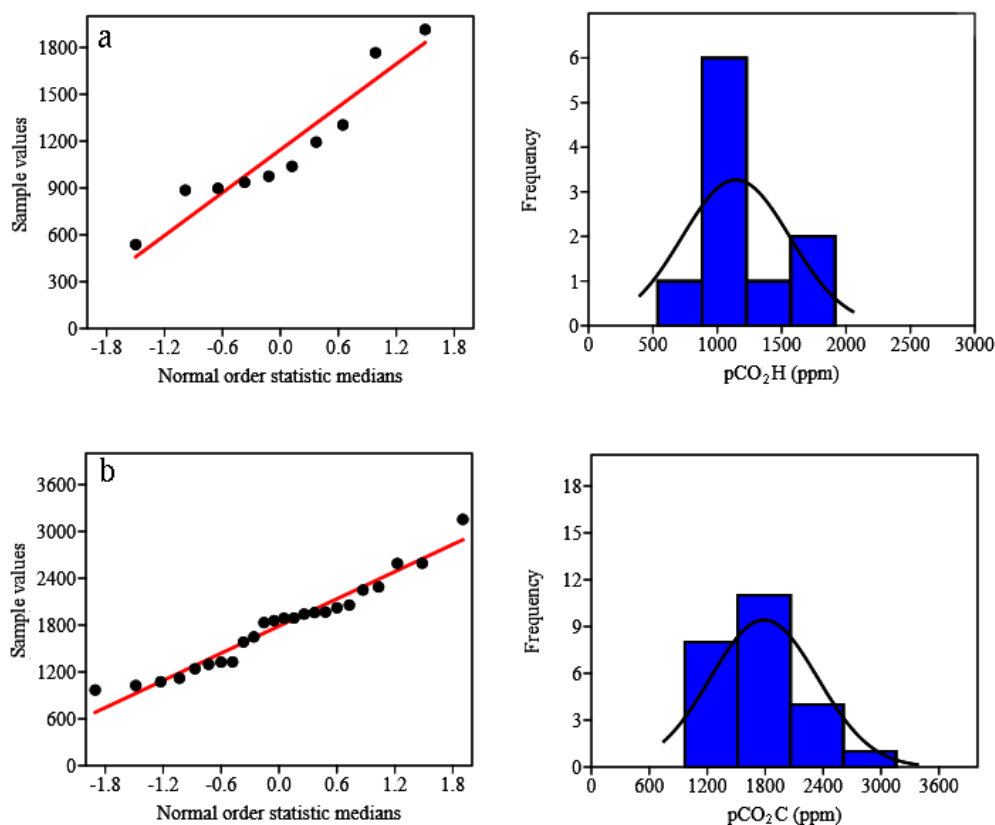 a
Sample values
1800
1500
1200
900
600
300
0
-1.8 -1.2 -0.6 0.0 0.6 1.2 1.8
Normal order statistic medians
Frequency
6
5
4
3
2
1
0
0 500 1000 1500 2000 2500 3000
pCO₂H (ppm)
b
Sample values
3600
3000
2400
1800
1200
600
0
-1.8 -1.2 -0.6 0.0 0.6 1.2 1.8
Normal order statistic medians
Frequency
18
15
12
9
6
3
0
0 600 1200 1800 2400 3000 3600
pCO₂C (ppm)